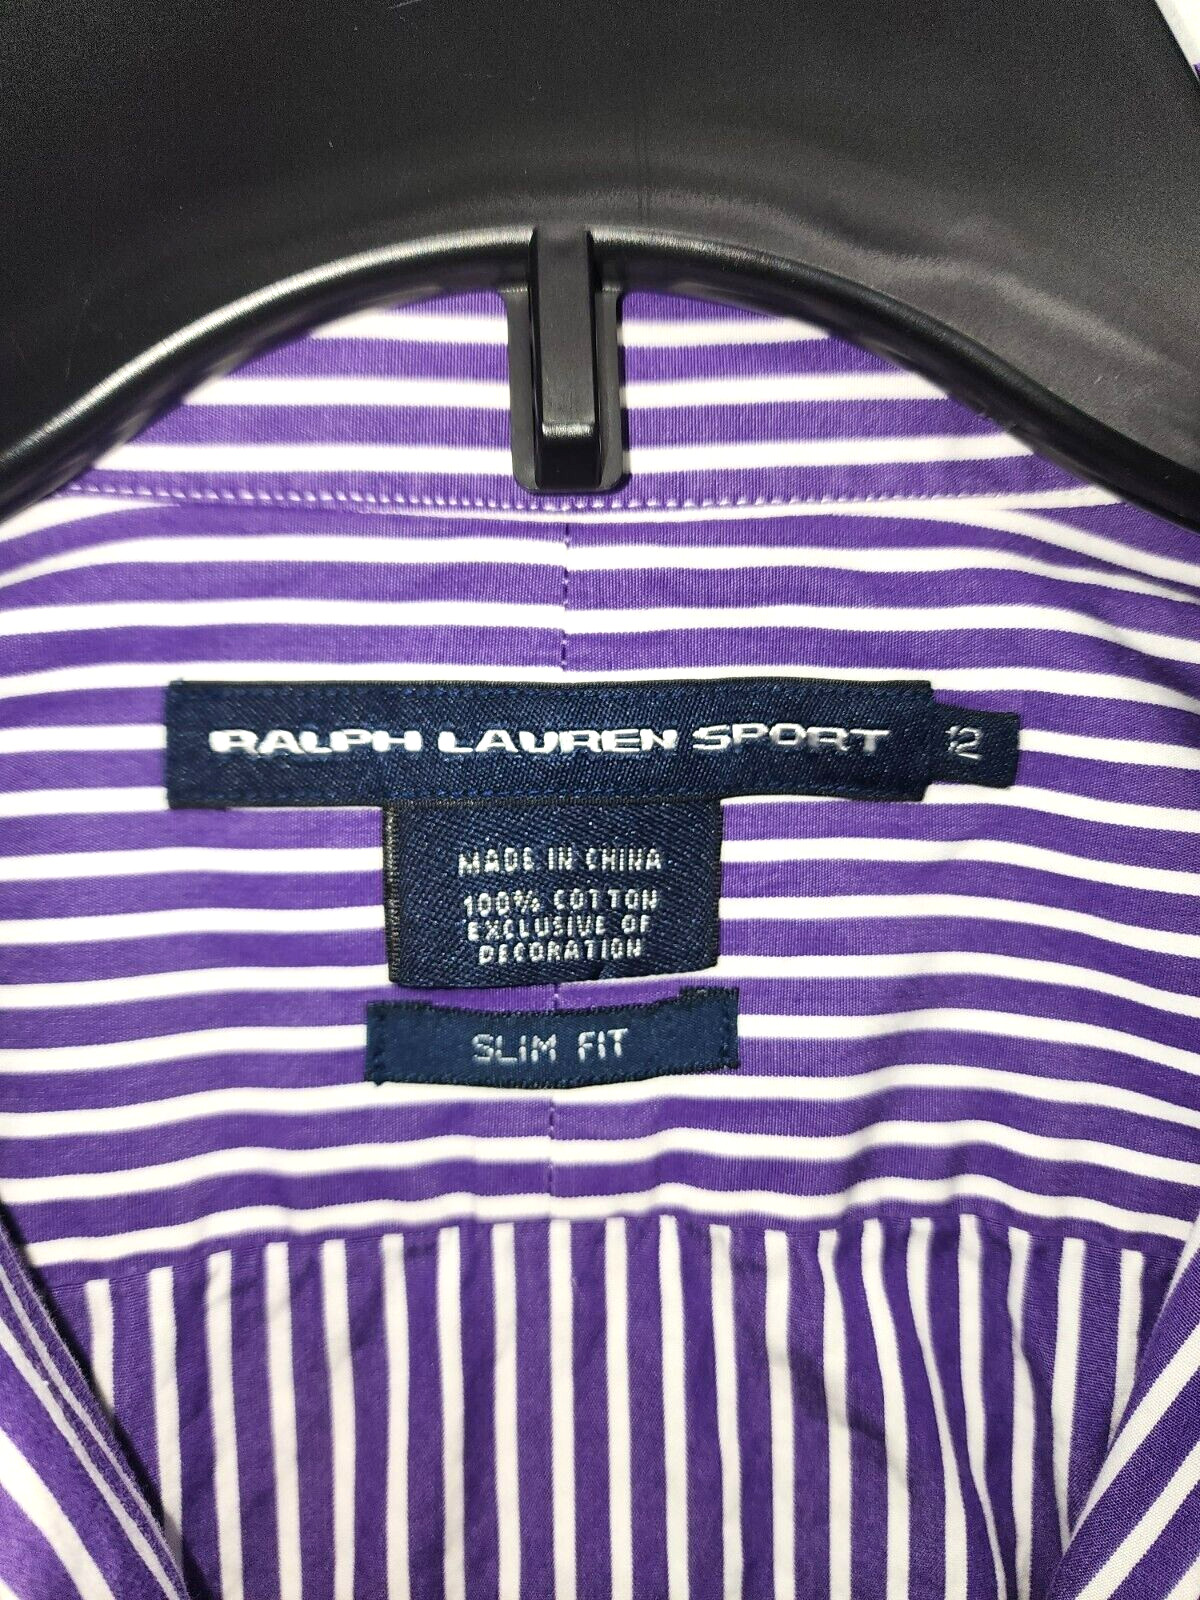 RALPH LAUREN SPORT 12
MADE IN CHINA
100% COTTON
EXCLUSIVE OF
DECORATION
SLIM FIT